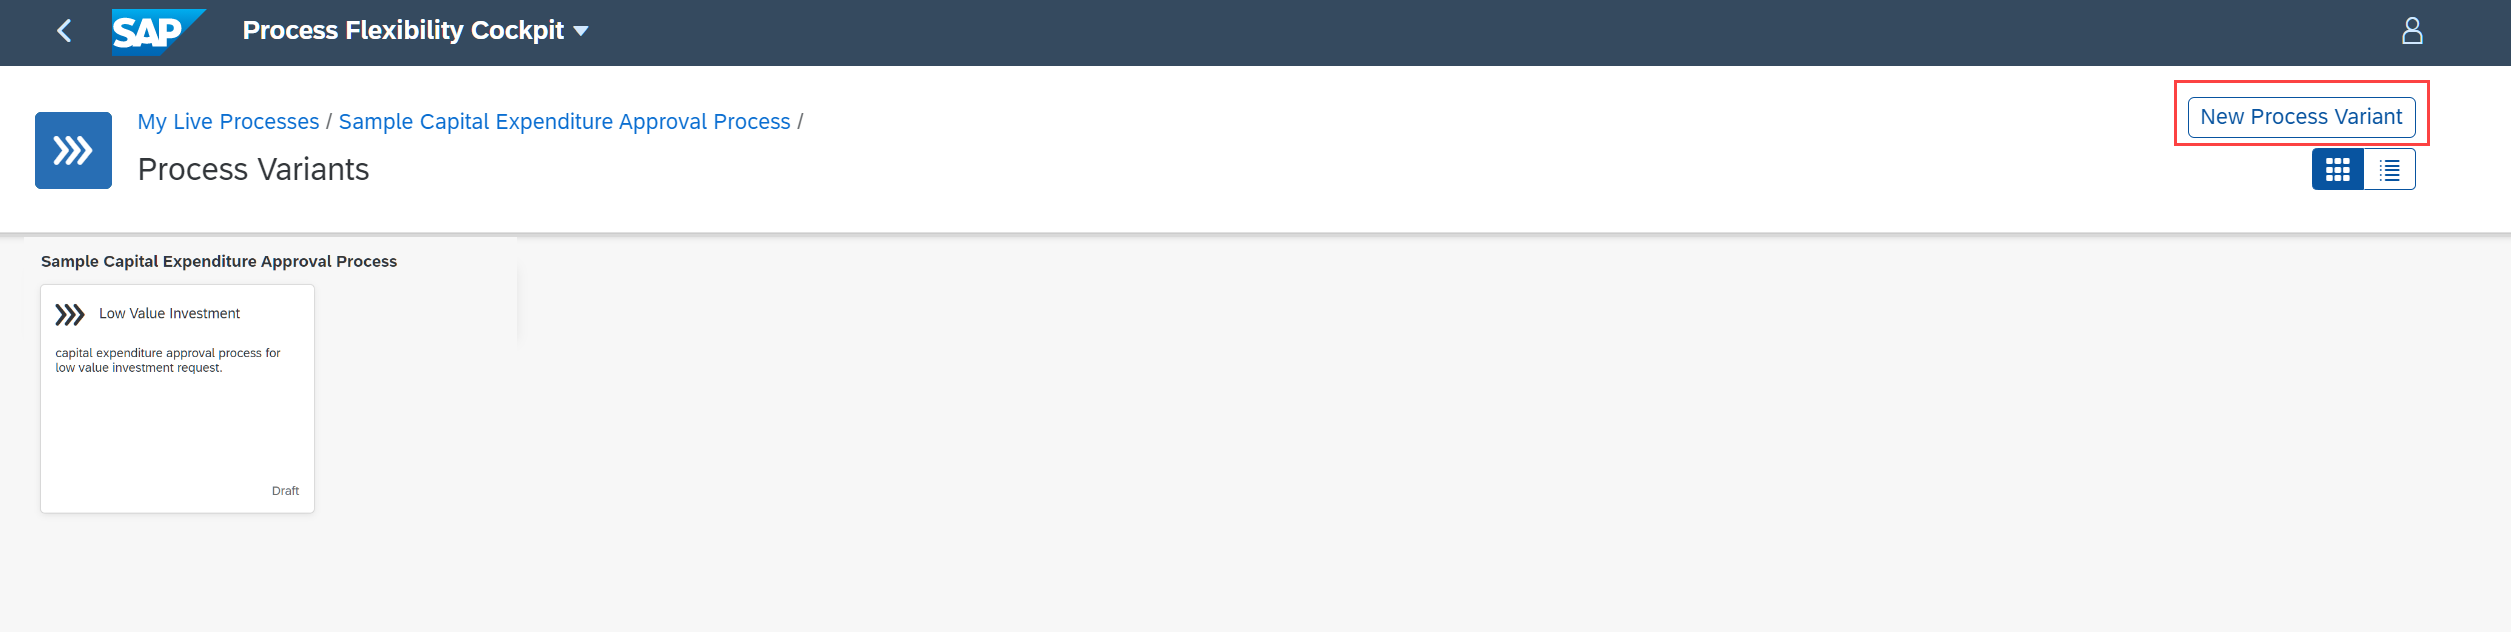 SAP Process Flexibility Cockpit
My Live Processes / Sample Capital Expenditure Approval Process /
New Process Variant
Process Variants
Sample Capital Expenditure Approval Process
Low Value Investment
capital expenditure approval process for
low value investment request.
Draft